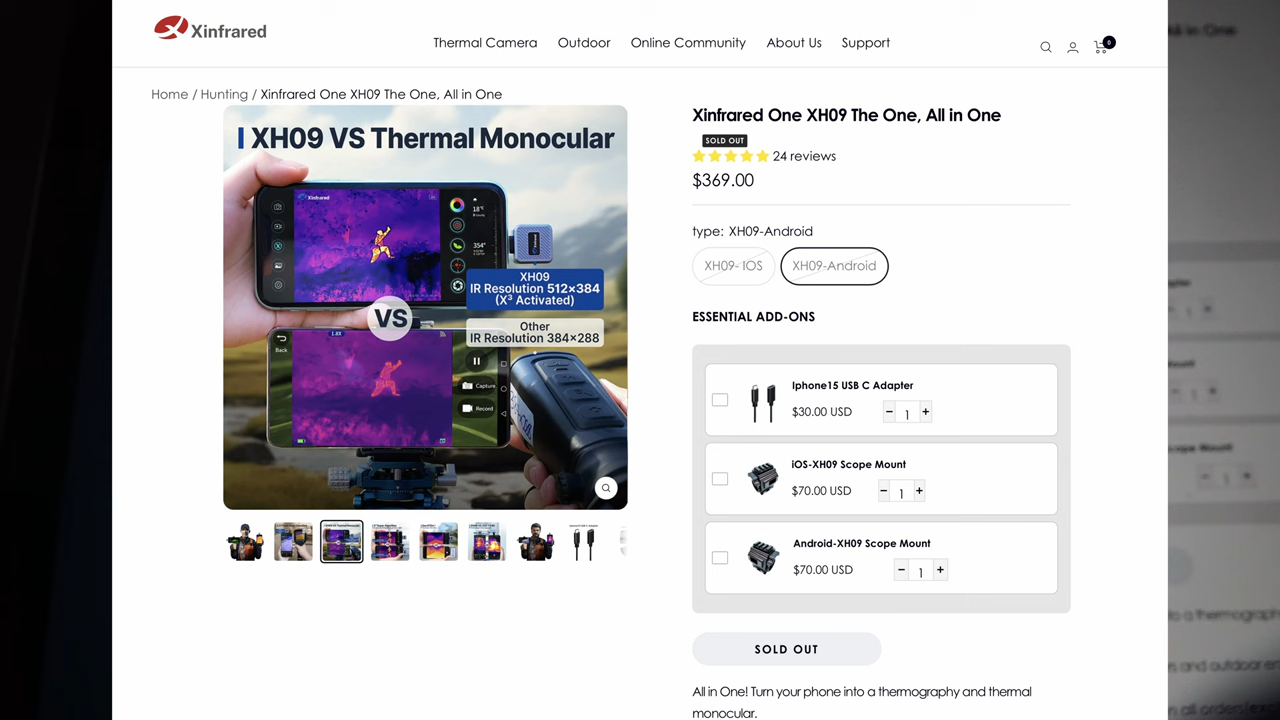 Xinfrared
Thermal Camera Outdoor Online Community About Us Support
0
Home / Hunting / Xinfrared One XH09 The One, All in One
XH09 VS Thermal Monocular
Xinfrared
18°
354°
XH09
IR Resolution 512×384
(X³ Activated)
VS
Other
IR Resolution 384×288
Back
1.0X
Capture
Record
Xinfrared One XH09 The One, All in One
SOLD OUT
24 reviews
$369.00
type: XH09-Android
XH09- IOS
XH09-Android
ESSENTIAL ADD-ONS
Iphone15 USB C Adapter
$30.00 USD
− 1 +
iOS-XH09 Scope Mount
$70.00 USD
− 1 +
Android-XH09 Scope Mount
$70.00 USD
− 1 +
SOLD OUT
All in One! Turn your phone into a thermography and thermal
monocular.